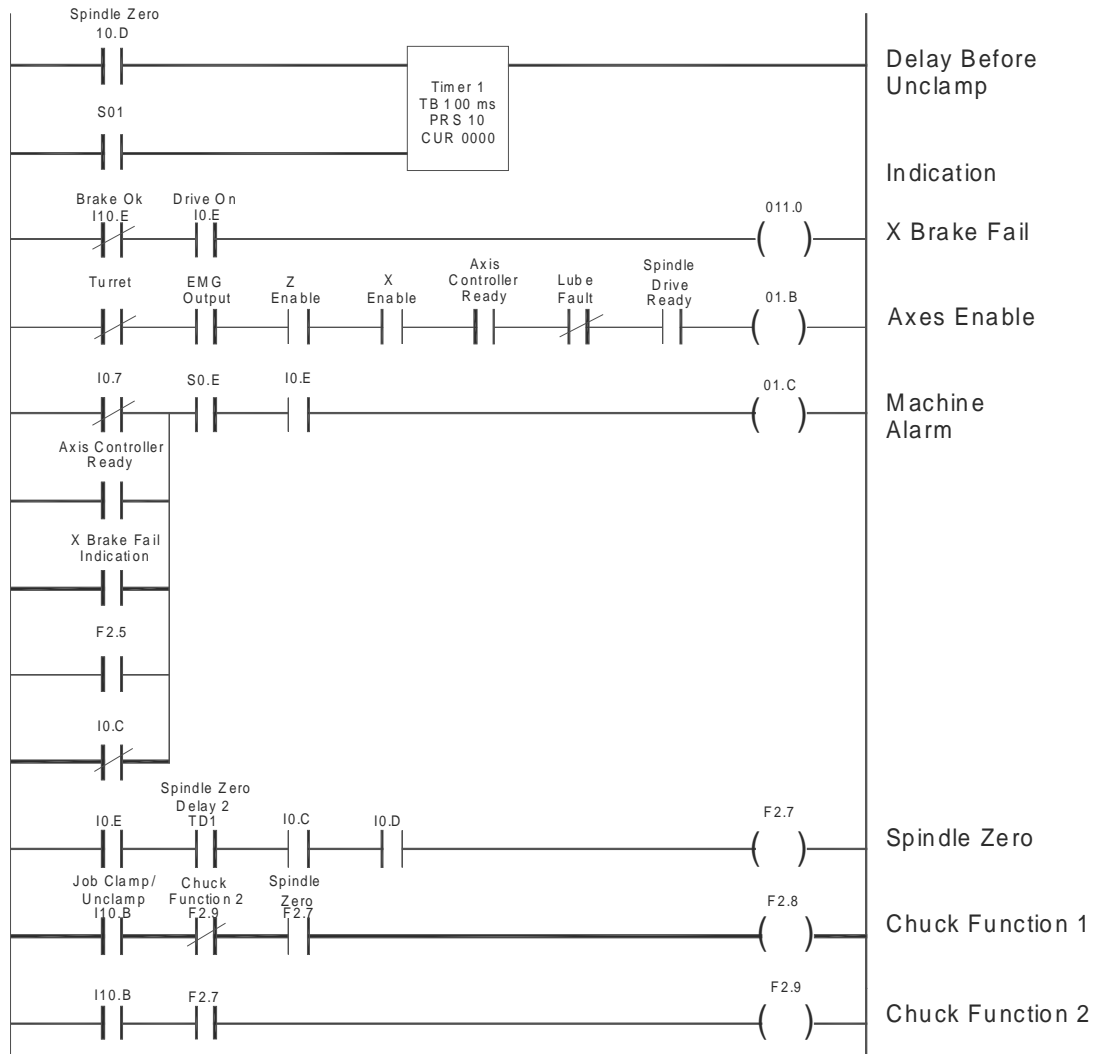 Spindle Zero
10.D
Delay Before
Unclamp
Timer 1
TB 100 ms
PRS 10
CUR 0000
S01
Indication
Brake Ok
I10.E
Drive On
I0.E
011.0
X Brake Fail
Turret
EMG
Output
Z
Enable
X
Enable
Axis
Controller
Ready
Lube
Fault
Spindle
Drive
Ready
01.B
Axes Enable
I0.7
S0.E
I0.E
01.C
Machine
Alarm
Axis Controller
Ready
X Brake Fail
Indication
F2.5
I0.C
I0.E
Spindle Zero
Delay 2
TD1
I0.C
I0.D
F2.7
Spindle Zero
Job Clamp/
Unclamp
I10.B
Chuck
Function 2
F2.9
Spindle
Zero
F2.7
F2.8
Chuck Function 1
I10.B
F2.7
F2.9
Chuck Function 2